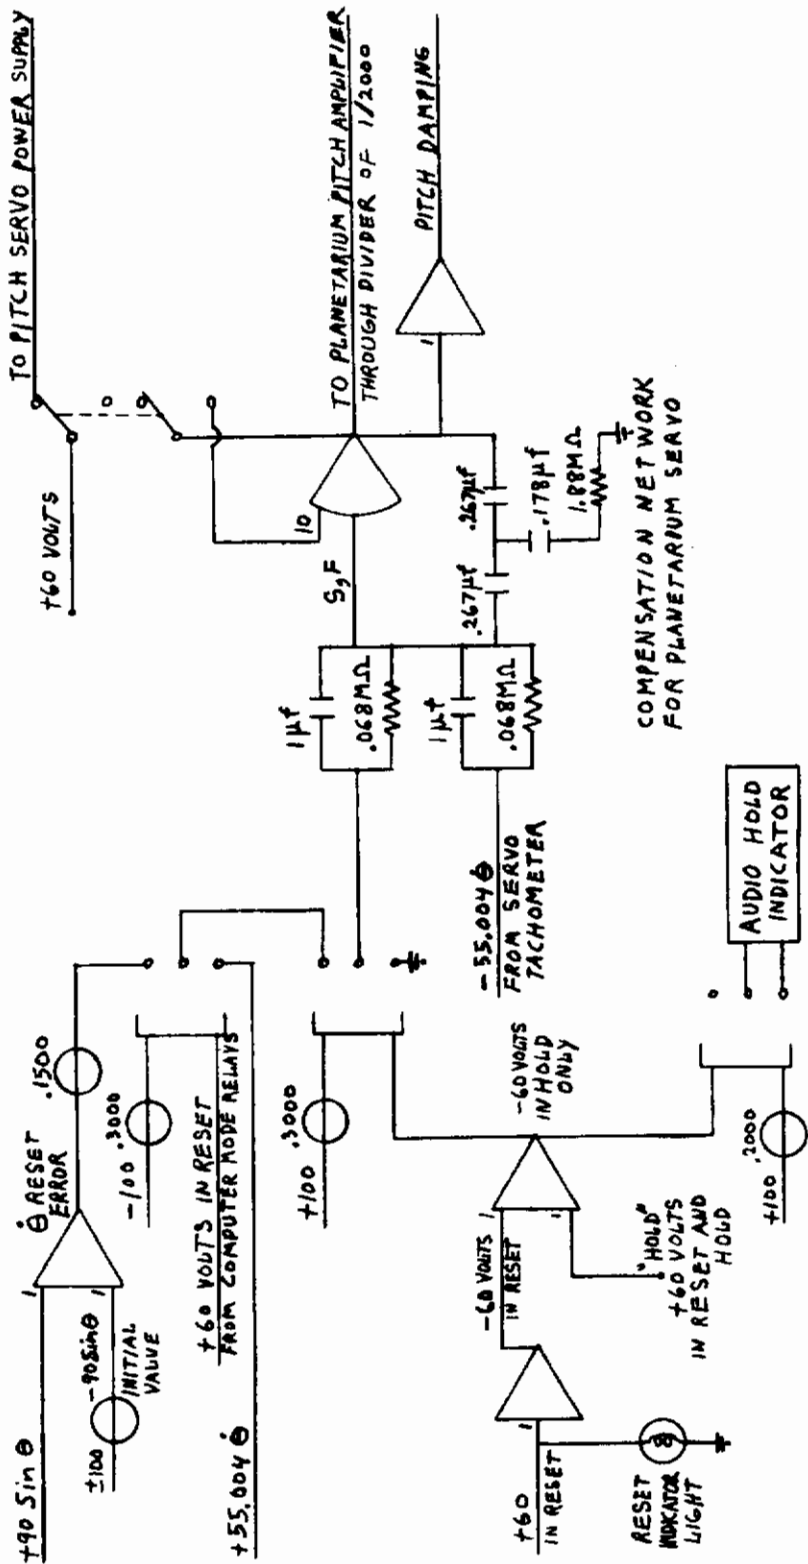 TO PITCH SERVO POWER SUPPLY
+60 VOLTS
TO PLANETARIUM PITCH AMPLIFIER
THROUGH DIVIDER OF 1/2000
10
S,F
PITCH DAMPING
1
1μf
.068MΩ
1μf
.068MΩ
.267μf
.267μf
.178μf
1.88MΩ
COMPENSATION NETWORK
FOR PLANETARIUM SERVO
+90 Sin θ
1
±100
-90 Sin θ
INITIAL
VALUE
1
θ̇ RESET
ERROR
.1500
-100
.3000
+60 VOLTS IN RESET
FROM COMPUTER MODE RELAYS
+55,004 θ̇
+100
.3000
-55,004 θ̇
FROM SERVO
TACHOMETER
+60
IN RESET
1
RESET
INDICATOR
LIGHT
-60 VOLTS
IN RESET
1
1
"HOLD"
+60 VOLTS
IN RESET AND
HOLD
-60 VOLTS
IN HOLD
ONLY
+100
.2000
AUDIO HOLD
INDICATOR